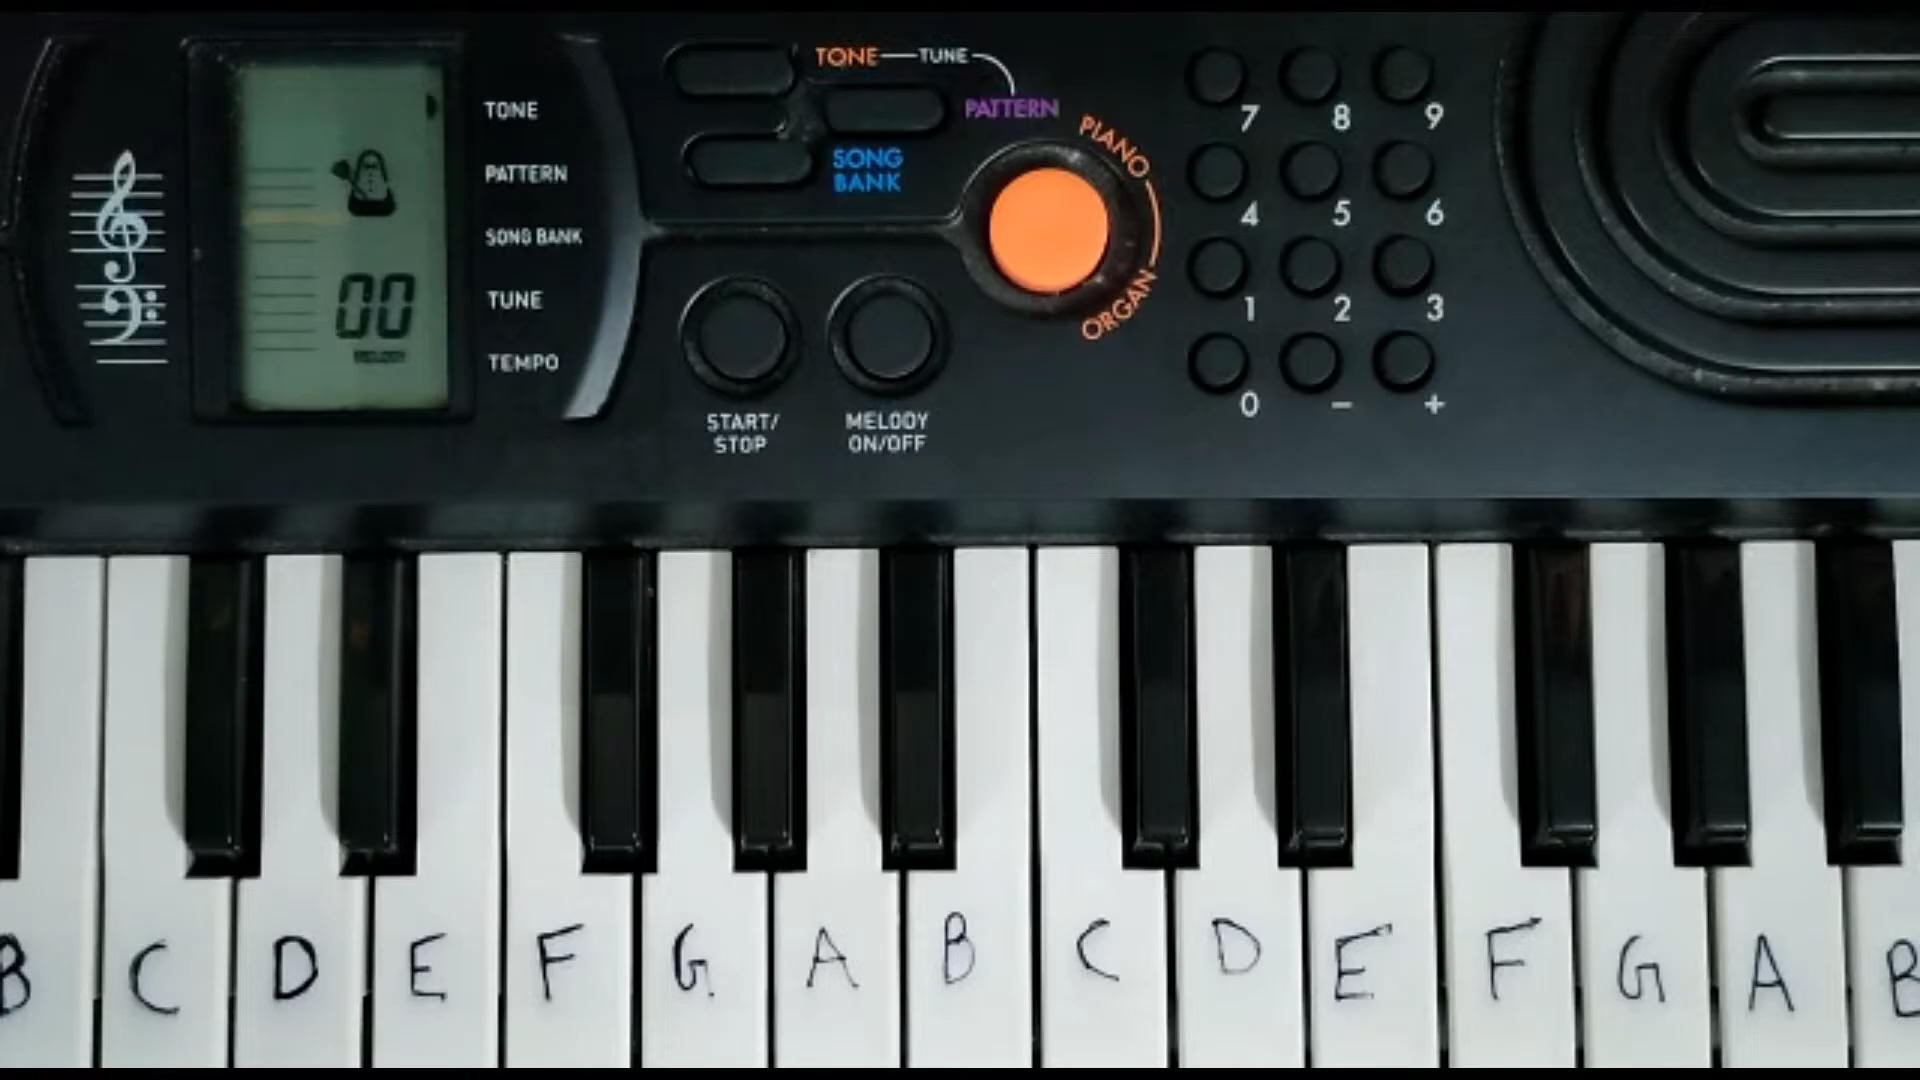 TONE
PATTERN
SONG BANK
TUNE
TEMPO
00
MELODY
TONE TUNE
PATTERN
SONG
BANK
PIANO
ORGAN
START/
STOP
MELODY
ON/OFF
7 8 9
4 5 6
1 2 3
0 - +
B C D E F G A B C D E F G A B